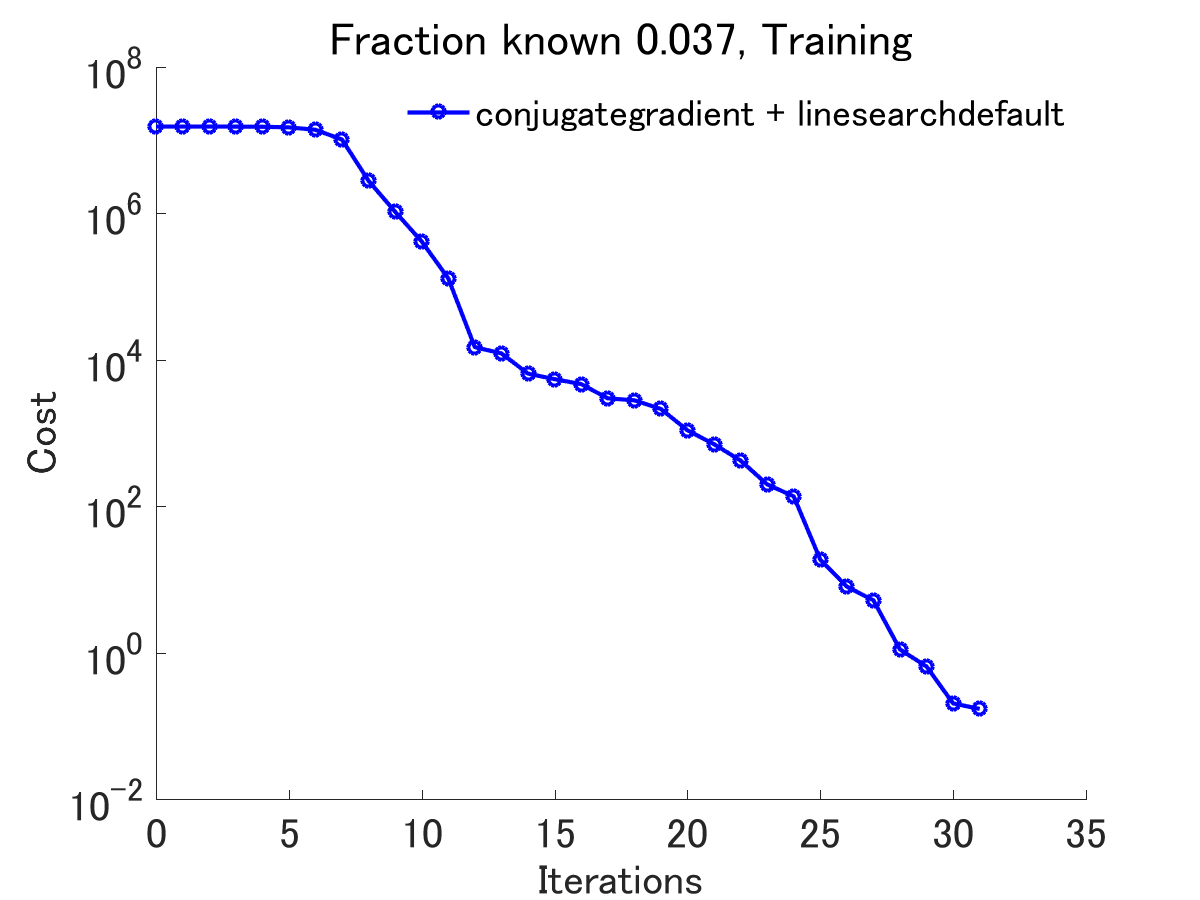 Fraction known 0.037, Training
conjugategradient + linesearchdefault
10^8
10^6
10^4
10^2
10^0
10^-2
Cost
0 5 10 15 20 25 30 35
Iterations